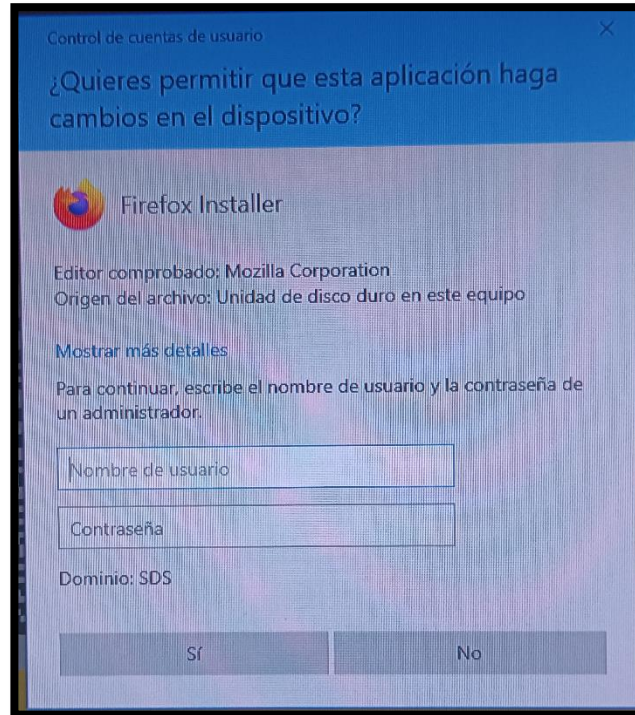 Control de cuentas de usuario
¿Quieres permitir que esta aplicación haga
cambios en el dispositivo?
Firefox Installer
Editor comprobado: Mozilla Corporation
Origen del archivo: Unidad de disco duro en este equipo
Mostrar más detalles
Para continuar, escribe el nombre de usuario y la contraseña de
un administrador.
Nombre de usuario
Contraseña
Dominio: SDS
Sí
No